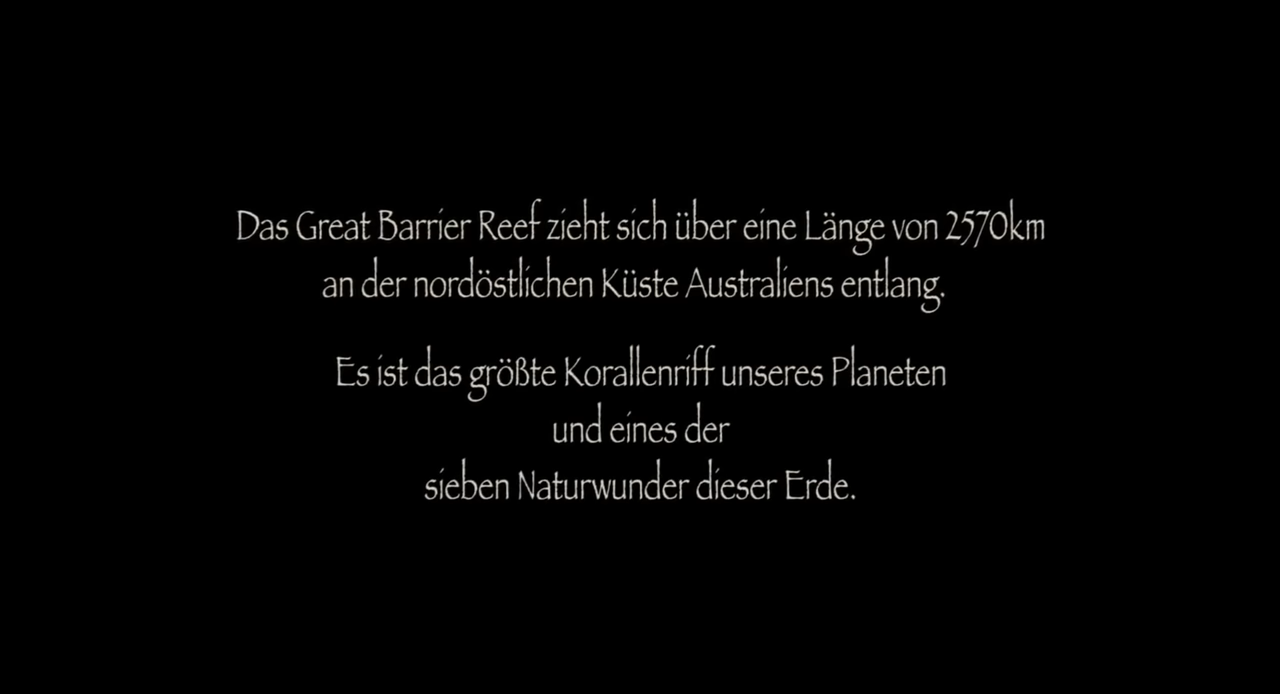 Das Great Barrier Reef zieht sich über eine Länge von 2570km
an der nordöstlichen Küste Australiens entlang.
Es ist das größte Korallenriff unseres Planeten
und eines der
sieben Naturwunder dieser Erde.